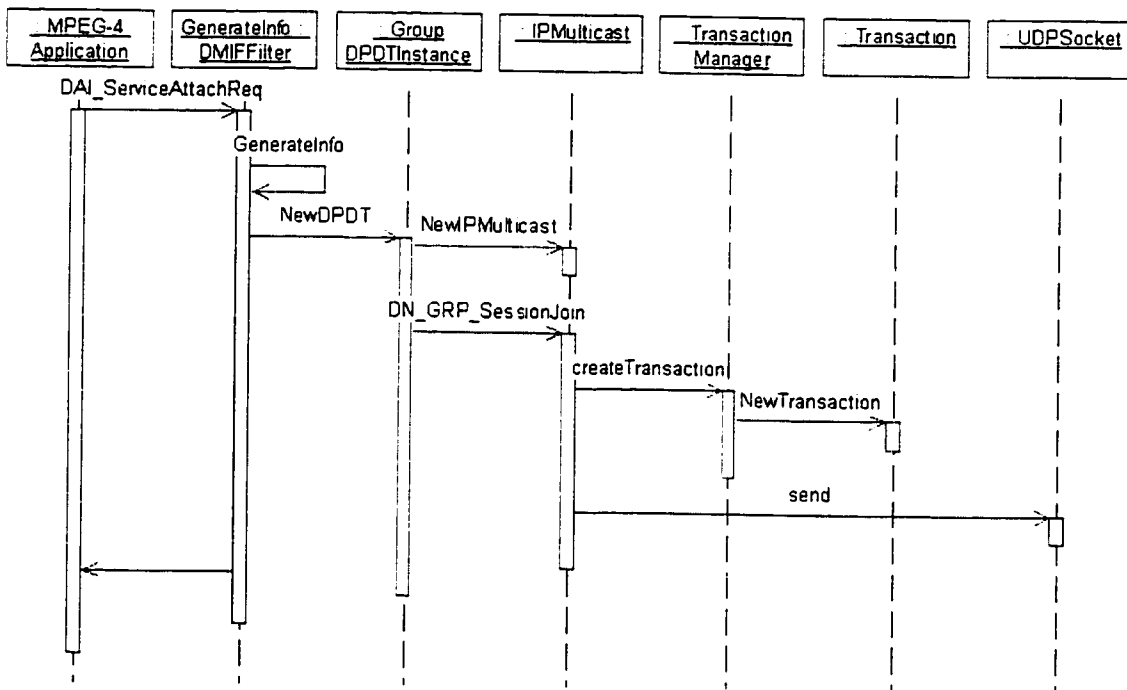 : MPEG-4
Application
: GenerateInfo
DMIFFilter
: Group
DPDTInstance
: IPMulticast
: Transaction
Manager
: Transaction
: UDPSocket
DAI_ServiceAttachReq
GenerateInfo
NewDPDT
NewIPMulticast
DN_GRP_SessionJoin
createTransaction
NewTransaction
send